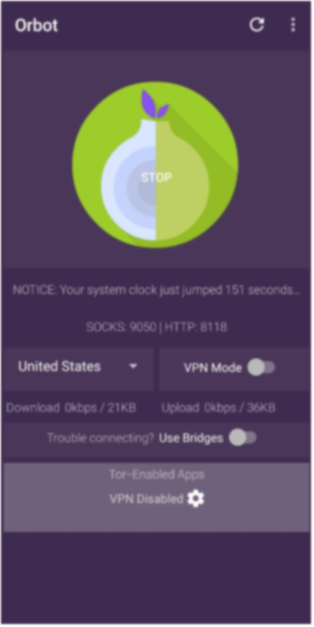 Orbot
STOP
NOTICE: Your system clock just jumped 151 seconds...
SOCKS: 9050 | HTTP: 8118
United States
VPN Mode
Download 0kbps / 21KB Upload 0kbps / 36KB
Trouble connecting? Use Bridges
Tor-Enabled Apps
VPN Disabled